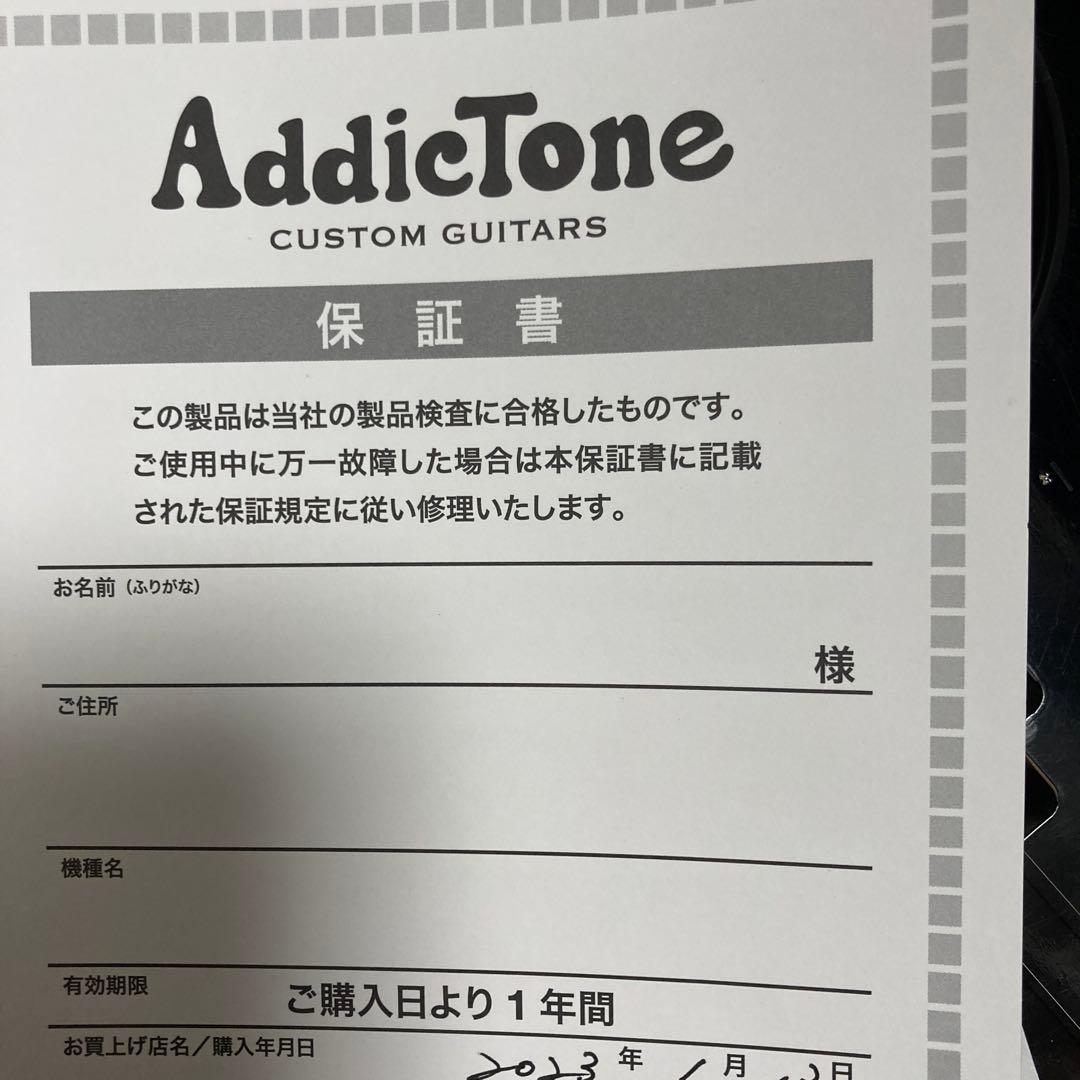 AddicTone
CUSTOM GUITARS
保証書
この製品は当社の製品検査に合格したものです。
ご使用中に万一故障した場合は本保証書に記載
された保証規定に従い修理いたします。
お名前（ふりがな）
様
ご住所
機種名
有効期限 ご購入日より1年間
お買上げ店名／購入年月日
2023年 月 日